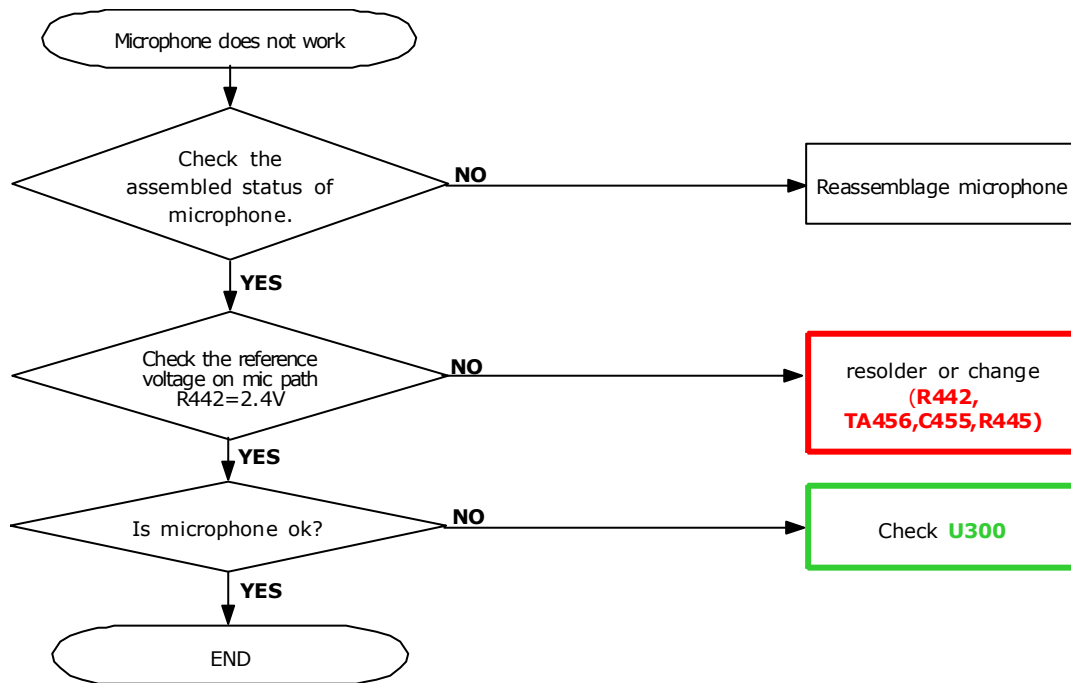 Microphone does not work
Check the
assembled status of
microphone.
NO
Reassemblage microphone
YES
Check the reference
voltage on mic path
R442=2.4V
NO
resolder or change
(R442,
TA456,C455,R445)
YES
Is microphone ok?
NO
Check U300
YES
END